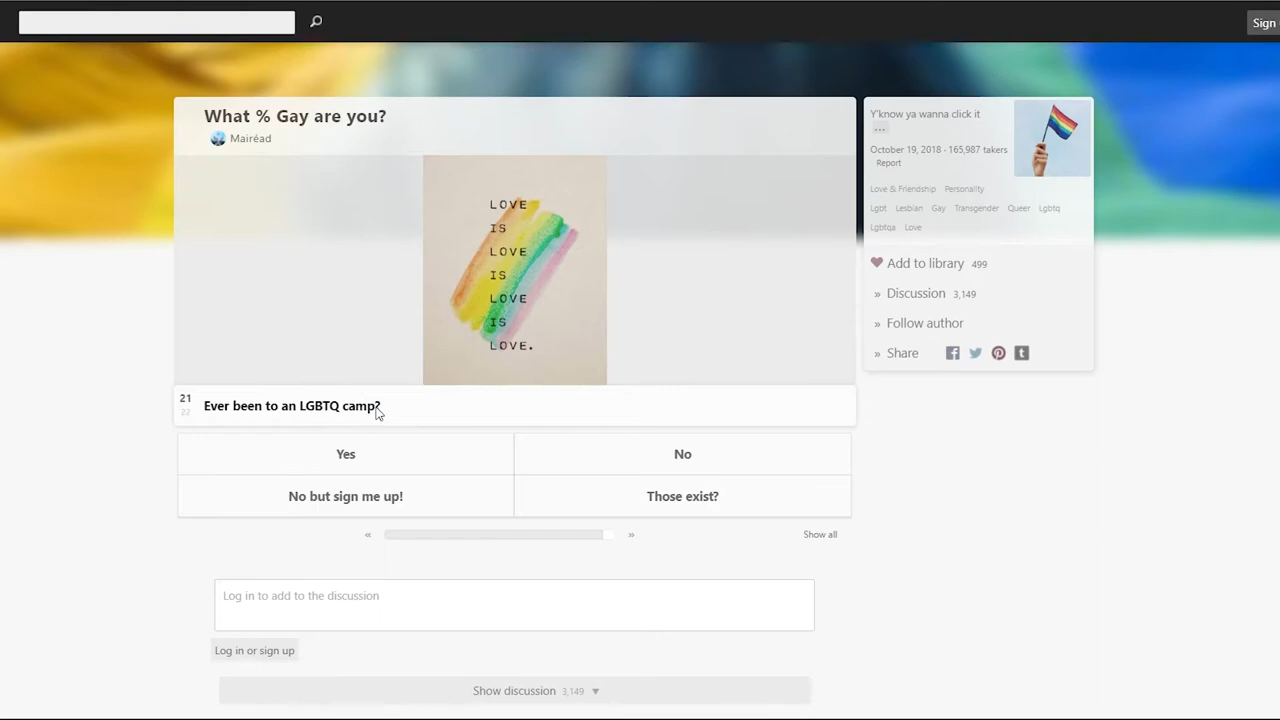 Sign
What % Gay are you?
Mairéad
LOVE
IS
LOVE
IS
LOVE
IS
LOVE.
21
22
Ever been to an LGBTQ camp?
Yes
No
No but sign me up!
Those exist?
«
»
Show all
Log in to add to the discussion
Log in or sign up
Show discussion 3,149 ▼
Y'know ya wanna click it
...
October 19, 2018 · 165,987 takers
Report
Love & Friendship Personality
Lgbt Lesbian Gay Transgender Queer Lgbtq
Lgbtqa Love
Add to library 499
» Discussion 3,149
» Follow author
» Share